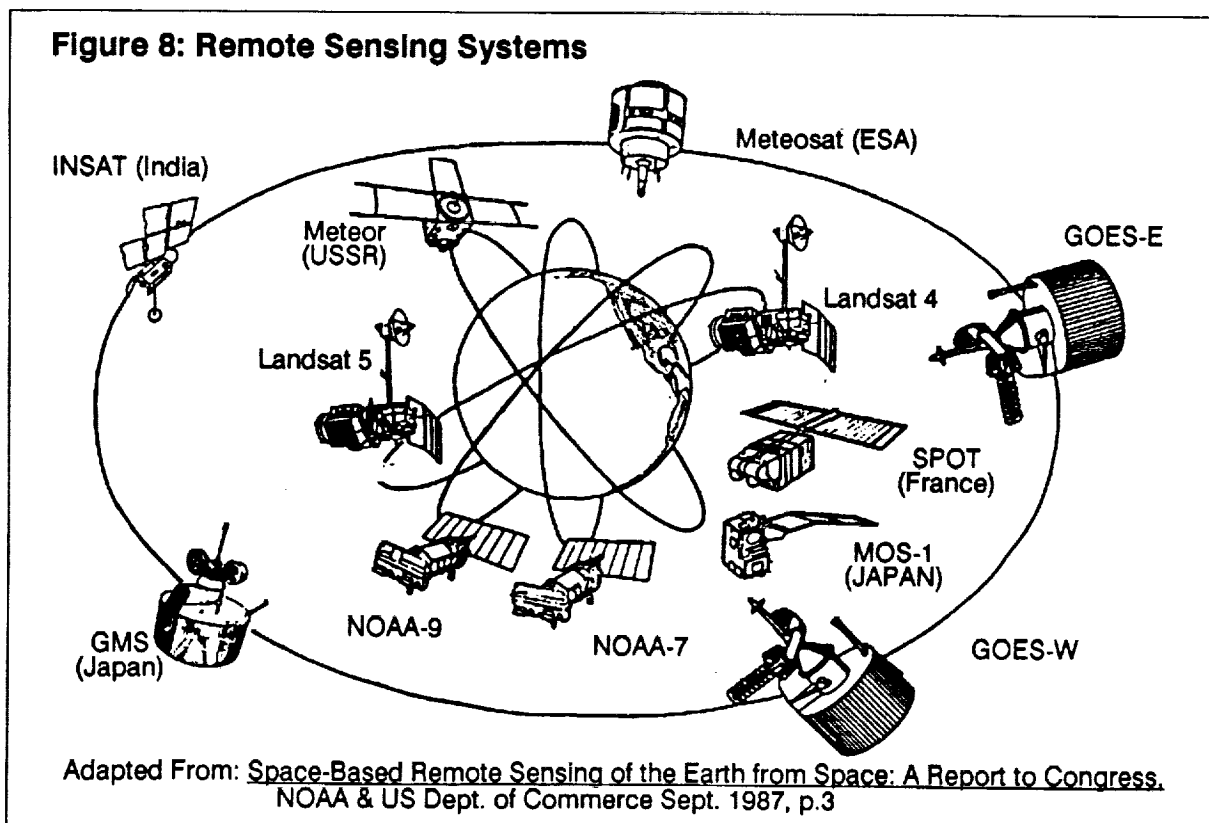 Figure 8: Remote Sensing Systems
Meteosat (ESA)
INSAT (India)
Meteor
(USSR)
GOES-E
Landsat 4
Landsat 5
SPOT
(France)
MOS-1
(JAPAN)
NOAA-9
NOAA-7
GMS
(Japan)
GOES-W
Adapted From: Space-Based Remote Sensing of the Earth from Space: A Report to Congress,
NOAA & US Dept. of Commerce Sept. 1987, p.3